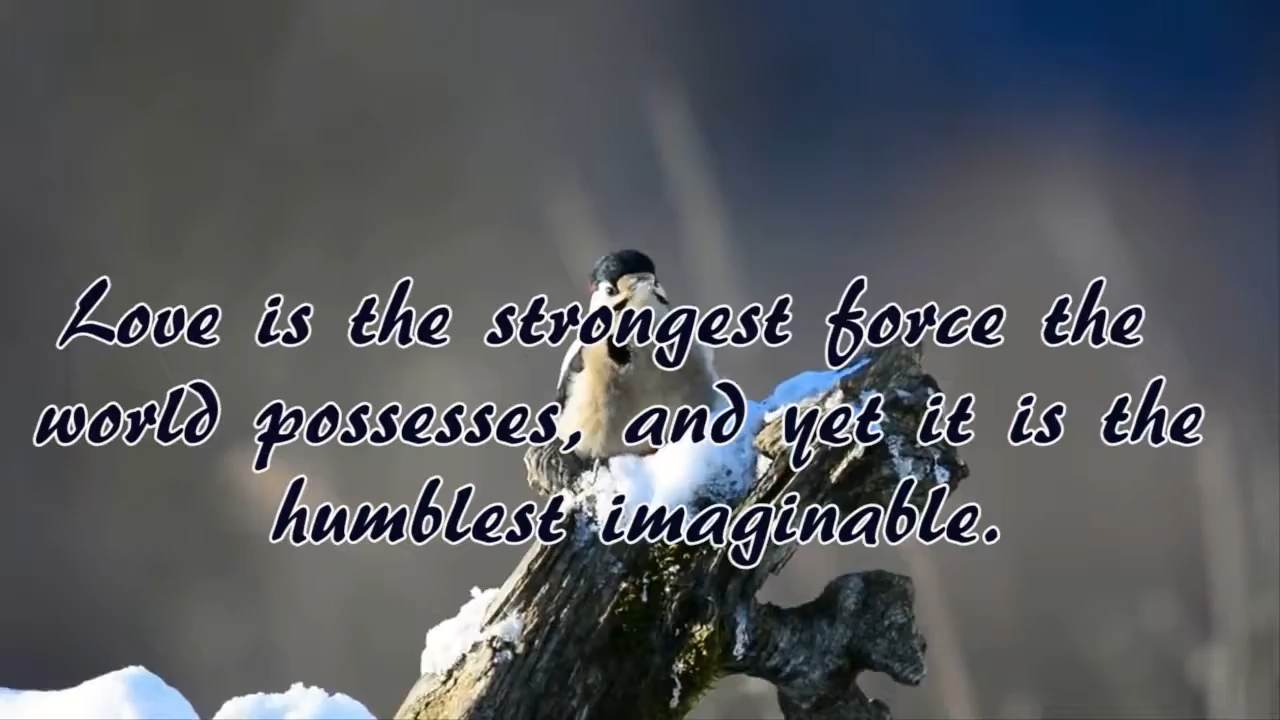 Love is the strongest force the
world possesses, and yet it is the
humblest imaginable.